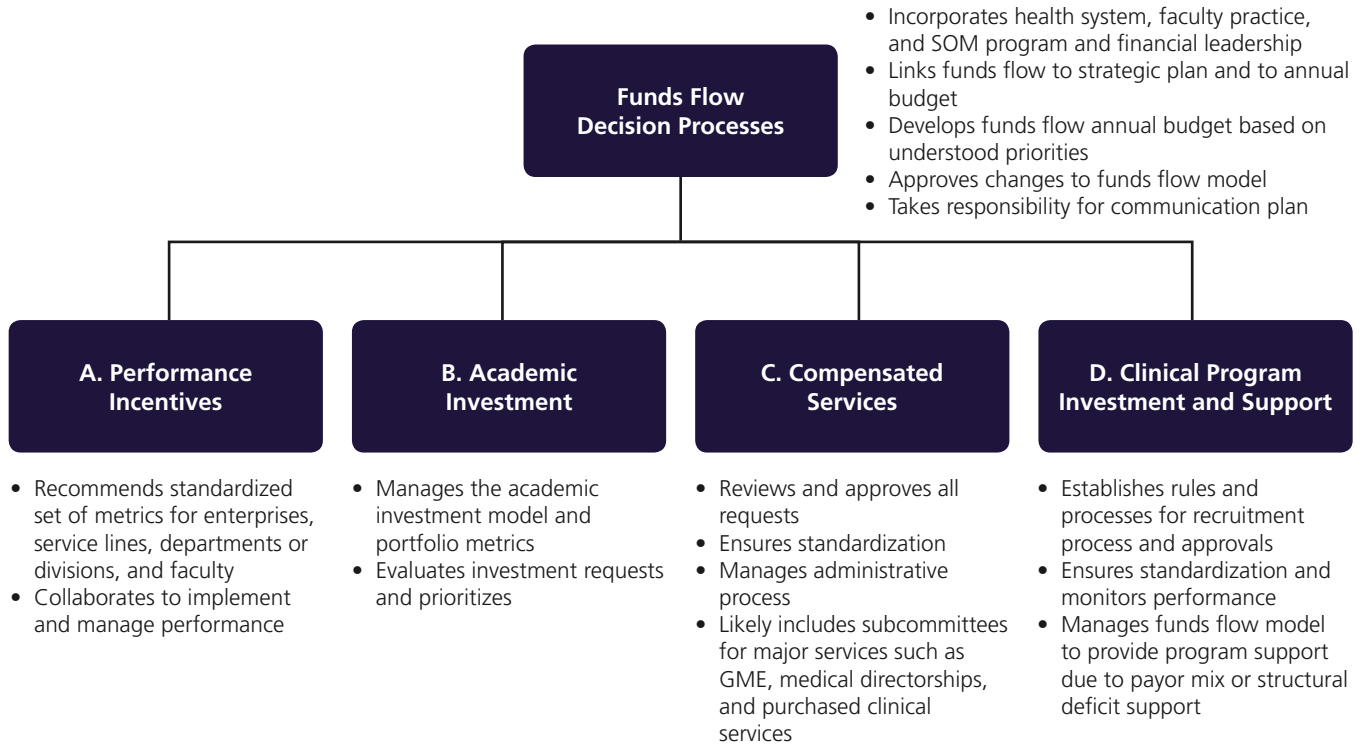 • Incorporates health system, faculty practice,
and SOM program and financial leadership
• Links funds flow to strategic plan and to annual
budget
• Develops funds flow annual budget based on
understood priorities
• Approves changes to funds flow model
• Takes responsibility for communication plan
Funds Flow
Decision Processes
A. Performance
Incentives
• Recommends standardized
set of metrics for enterprises,
service lines, departments or
divisions, and faculty
• Collaborates to implement
and manage performance
B. Academic
Investment
• Manages the academic
investment model and
portfolio metrics
• Evaluates investment requests
and prioritizes
C. Compensated
Services
• Reviews and approves all
requests
• Ensures standardization
• Manages administrative
process
• Likely includes subcommittees
for major services such as
GME, medical directorships,
and purchased clinical
services
D. Clinical Program
Investment and Support
• Establishes rules and
processes for recruitment
process and approvals
• Ensures standardization and
monitors performance
• Manages funds flow model
to provide program support
due to payor mix or structural
deficit support